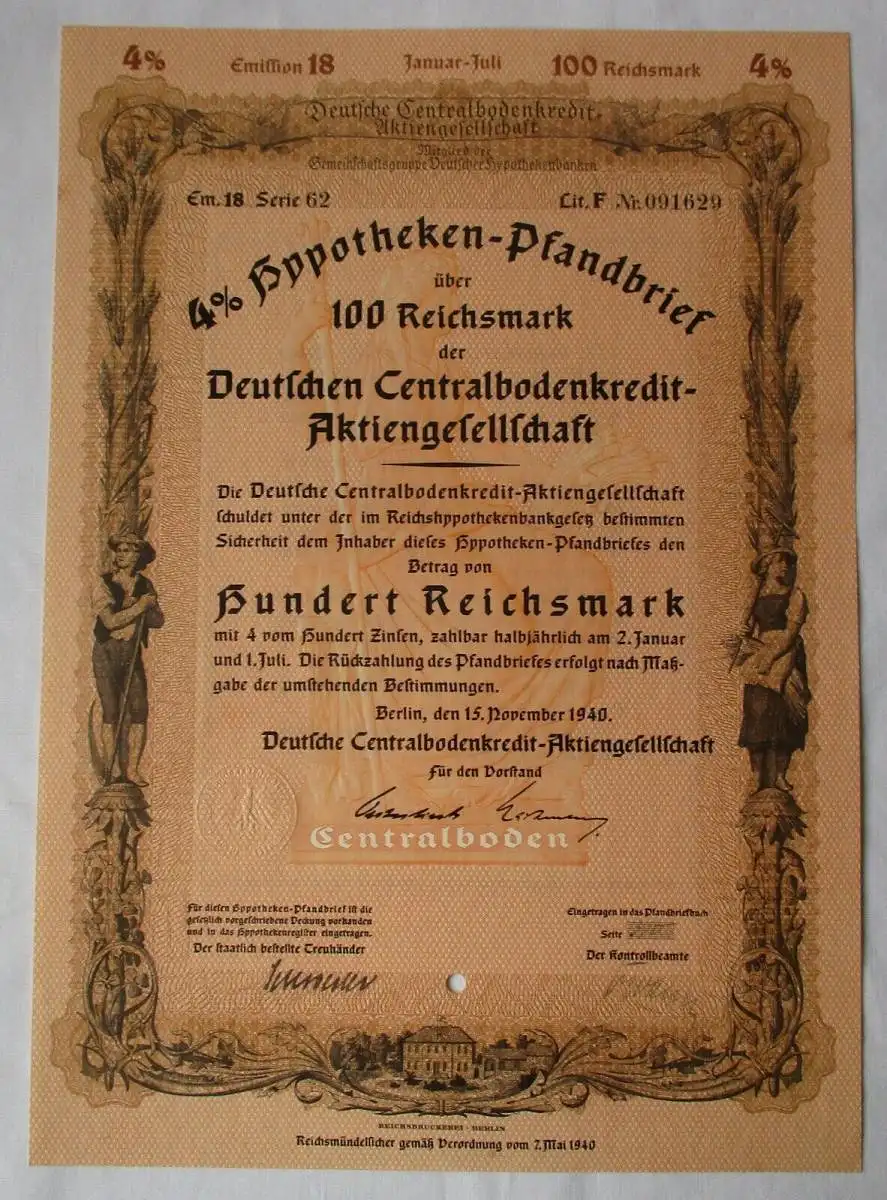 4% Emission 18 Januar-Juli 100 Reichsmark 4%
Deutsche Centralbodenkredit-
Aktiengesellschaft
Mitglied der
Gemeinschaftsgruppe Deutscher Hypothekenbanken
Em. 18 Serie 62 Lit. F Nr. 091629
4% Hypotheken-Pfandbrief
über
100 Reichsmark
der
Deutschen Centralbodenkredit-
Aktiengesellschaft
Die Deutsche Centralbodenkredit-Aktiengesellschaft
schuldet unter der im Reichshypothekenbankgesetz bestimmten
Sicherheit dem Inhaber dieses Hypotheken-Pfandbriefes den
Betrag von
Hundert Reichsmark
mit 4 vom Hundert Zinsen, zahlbar halbjährlich am 2. Januar
und 1. Juli. Die Rückzahlung des Pfandbriefes erfolgt nach Maß-
gabe der umstehenden Bestimmungen.
Berlin, den 15. November 1940.
Deutsche Centralbodenkredit-Aktiengesellschaft
Für den Vorstand
Centralboden
Für diesen Hypotheken-Pfandbrief ist die
gesetzlich vorgeschriebene Deckung vorhanden
und in das Hypothekenregister eingetragen.
Der staatlich bestellte Treuhänder
Eingetragen in das Pfandbriefbuch
Seite
Der Kontrollbeamte
REICHSDRUCKEREI · BERLIN
Reichsmündelsicher gemäß Verordnung vom 7. Mai 1940